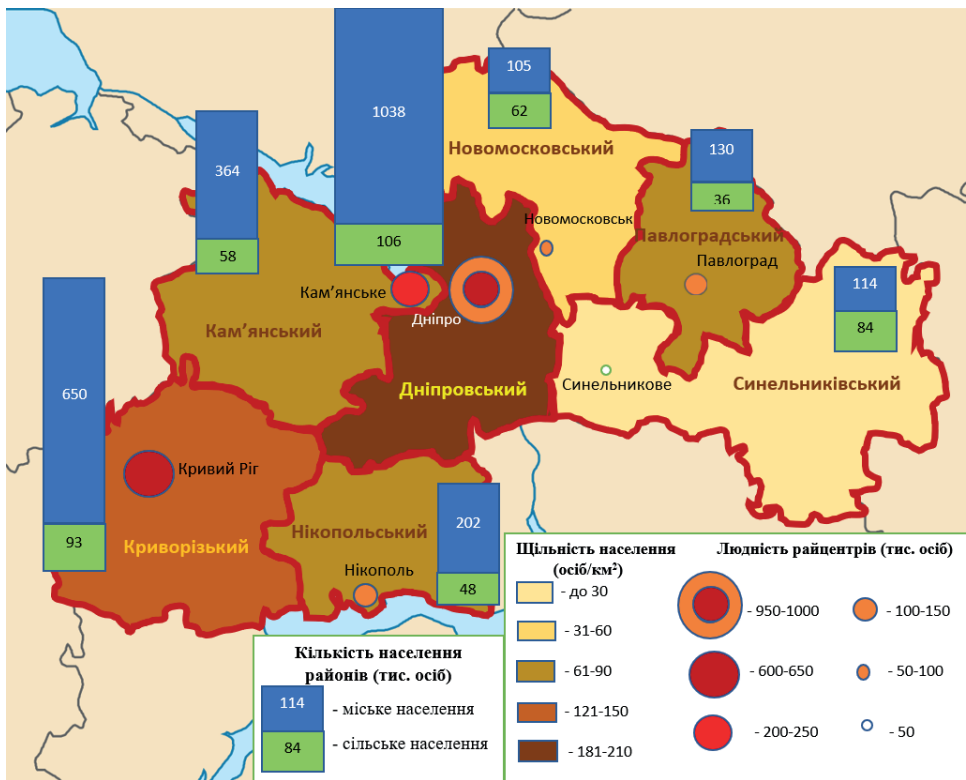 1038
106
105
62
Новомосковський
364
58
130
36
Павлоградський
Новомосковськ
Павлоград
114
84
Кам’янське
Дніпро
Кам’янський
Дніпровський
Синельникове
Синельниківський
650
93
Кривий Ріг
Криворізький
Нікопольський
Нікополь
202
48
Кількість населення
районів (тис. осіб)
114
- міське населення
84
- сільське населення
Щільність населення
(осіб/км²)
- до 30
- 31-60
- 61-90
- 121-150
- 181-210
Людність райцентрів (тис. осіб)
- 950-1000
- 600-650
- 200-250
- 100-150
- 50-100
- 50